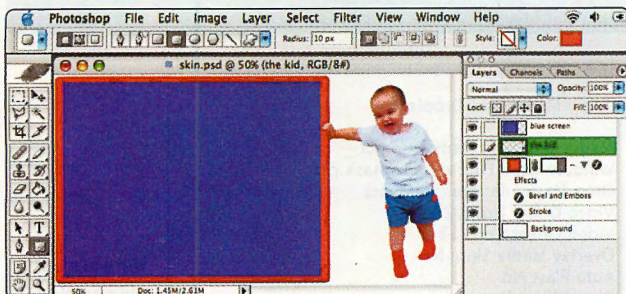 Photoshop File Edit Image Layer Select Filter View Window Help
Radius: 10 px Style: Color:
skin.psd @ 50% (the kid, RGB/8#)
Layers Channels Paths
Normal Opacity: 100%
Lock: Fill: 100%
blue screen
the kid
Effects
Bevel and Emboss
Stroke
Background
50% Doc: 1.45M/2.61M